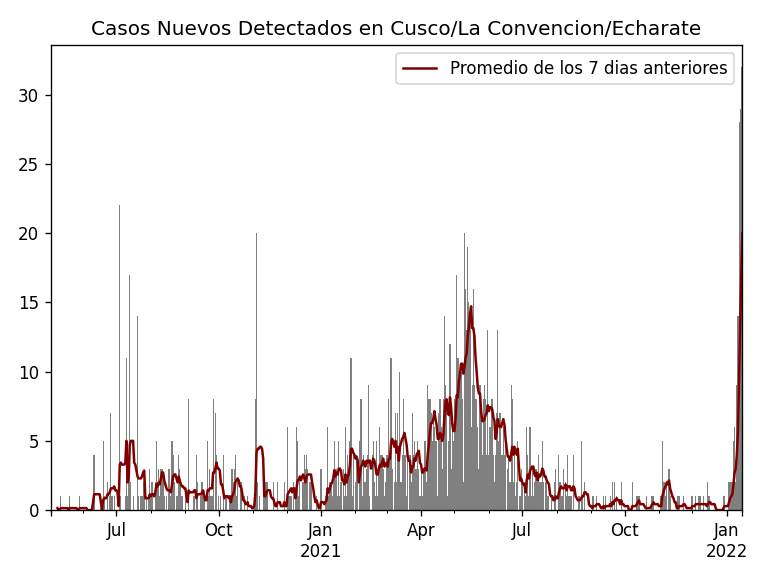 Casos Nuevos Detectados en Cusco/La Convencion/Echarate
Promedio de los 7 dias anteriores
30
25
20
15
10
5
0
Jul Oct Jan Apr Jul Oct Jan
2021 2022